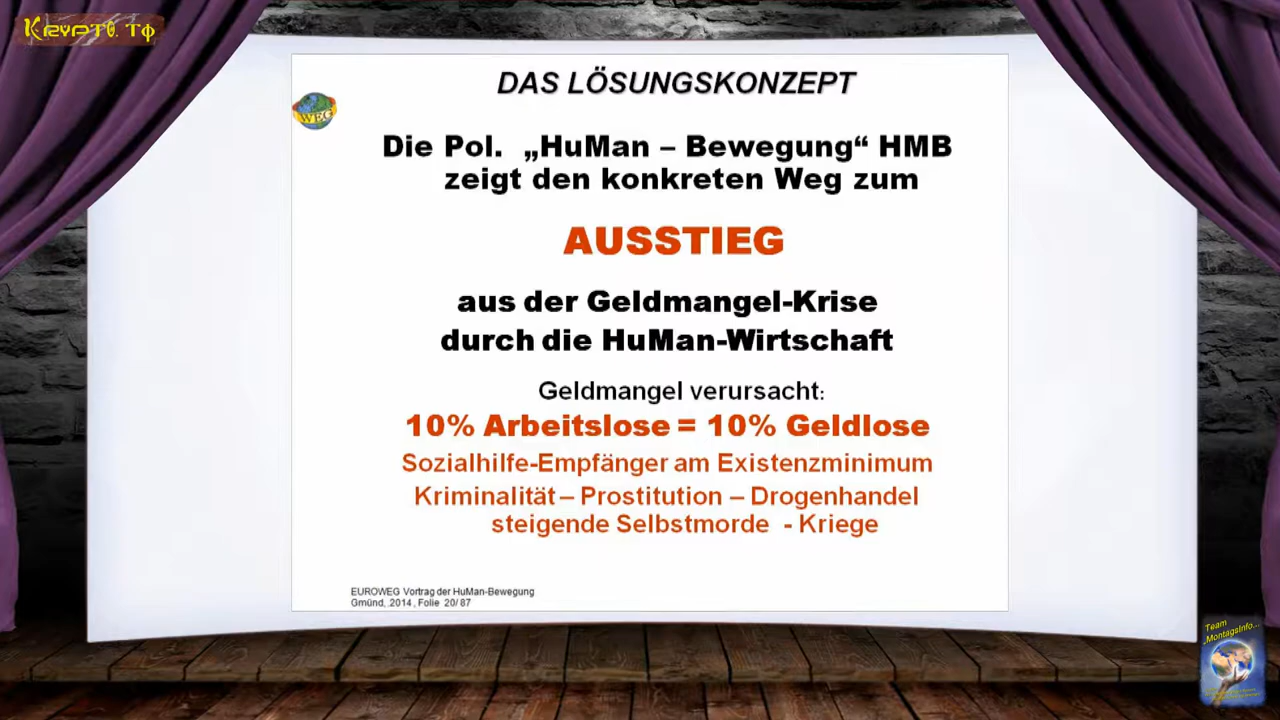 Krypto.Tφ
DAS LÖSUNGSKONZEPT
WEG
Die Pol. „HuMan – Bewegung“ HMB
zeigt den konkreten Weg zum
AUSSTIEG
aus der Geldmangel-Krise
durch die HuMan-Wirtschaft
Geldmangel verursacht:
10% Arbeitslose = 10% Geldlose
Sozialhilfe-Empfänger am Existenzminimum
Kriminalität – Prostitution – Drogenhandel
steigende Selbstmorde - Kriege
EUROWEG Vortrag der HuMan-Bewegung
Gmünd, .2014 , Folie 20/ 87
Team
„MontagsInfo...